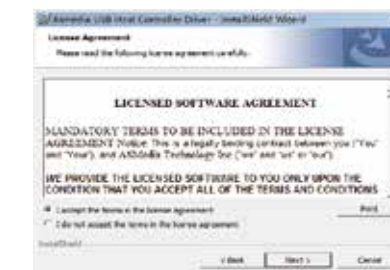 Asmedia USB Host Controller Driver - InstallShield Wizard
License Agreement
Please read the following license agreement carefully.
LICENSED SOFTWARE AGREEMENT
MANDATORY TERMS TO BE INCLUDED IN THE LICENSE
AGREEMENT Notice: This is a legally binding contract between you ("You"
and "Your"), and ASMedia Technology Inc ("we" and "us" or "our").
WE PROVIDE THE LICENSED SOFTWARE TO YOU ONLY UPON THE
CONDITION THAT YOU ACCEPT ALL OF THE TERMS AND CONDITIONS
I accept the terms in the license agreement
Print
I do not accept the terms in the license agreement
InstallShield
< Back
Next >
Cancel